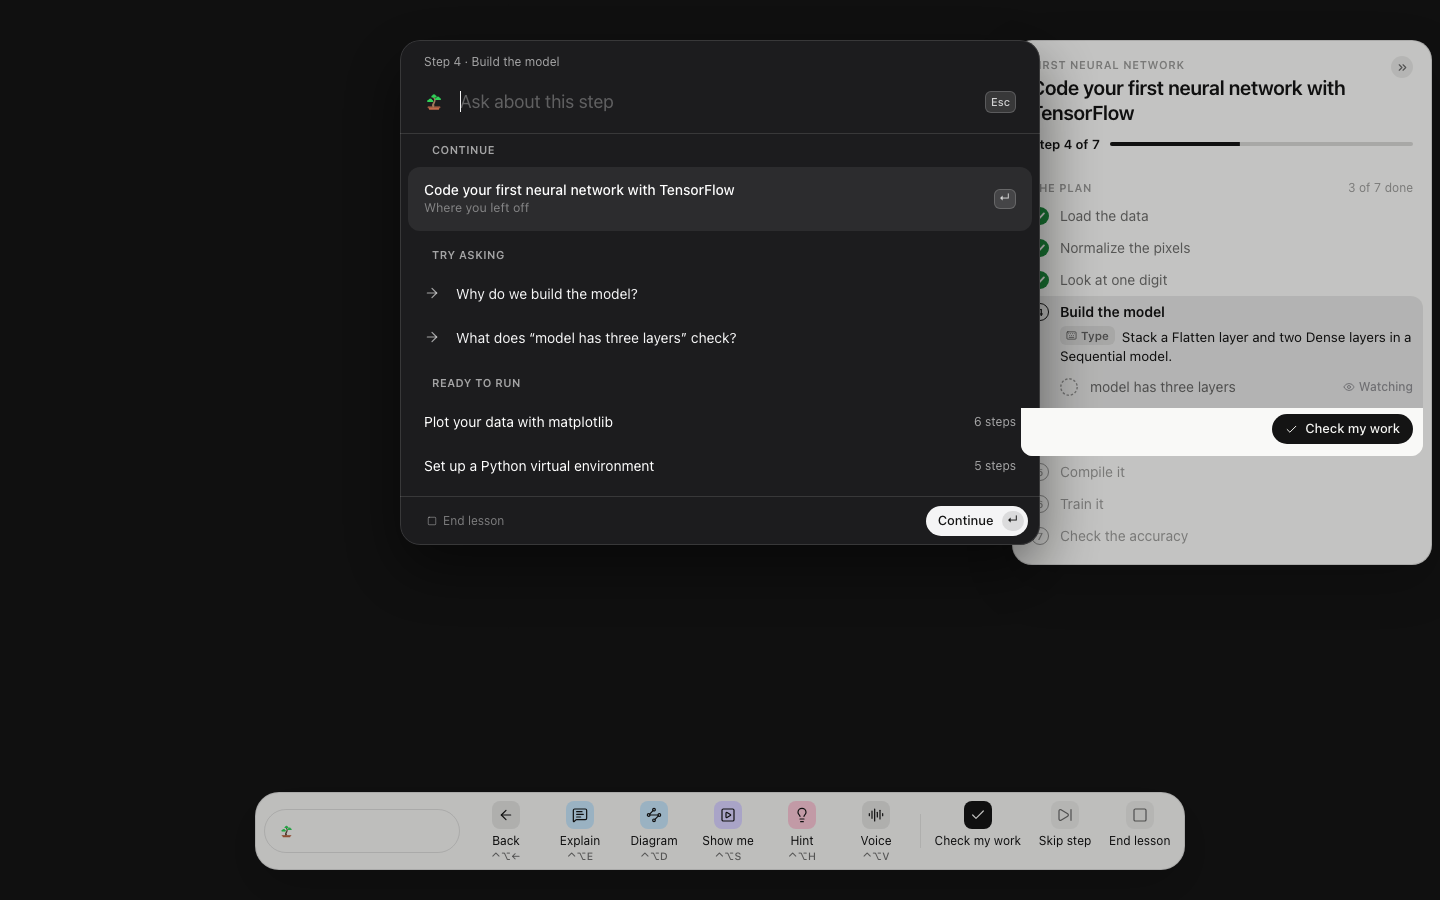 Step 4 · Build the model
Ask about this step
Esc
CONTINUE
Code your first neural network with TensorFlow
Where you left off
TRY ASKING
Why do we build the model?
What does “model has three layers” check?
READY TO RUN
Plot your data with matplotlib
6 steps
Set up a Python virtual environment
5 steps
End lesson
Continue
NEURAL NETWORK
your first neural network with
Step 4 of 7
PLAN
3 of 7 done
Load the data
Normalize the pixels
Look at one digit
Build the model
Type Stack a Flatten layer and two Dense layers in a
Sequential model.
model has three layers
Watching
Check my work
Compile it
Train it
7 Check the accuracy
Back
^⌥←
Explain
^⌥E
Diagram
^⌥D
Show me
^⌥S
Hint
^⌥H
Voice
^⌥V
Check my work
Skip step
End lesson